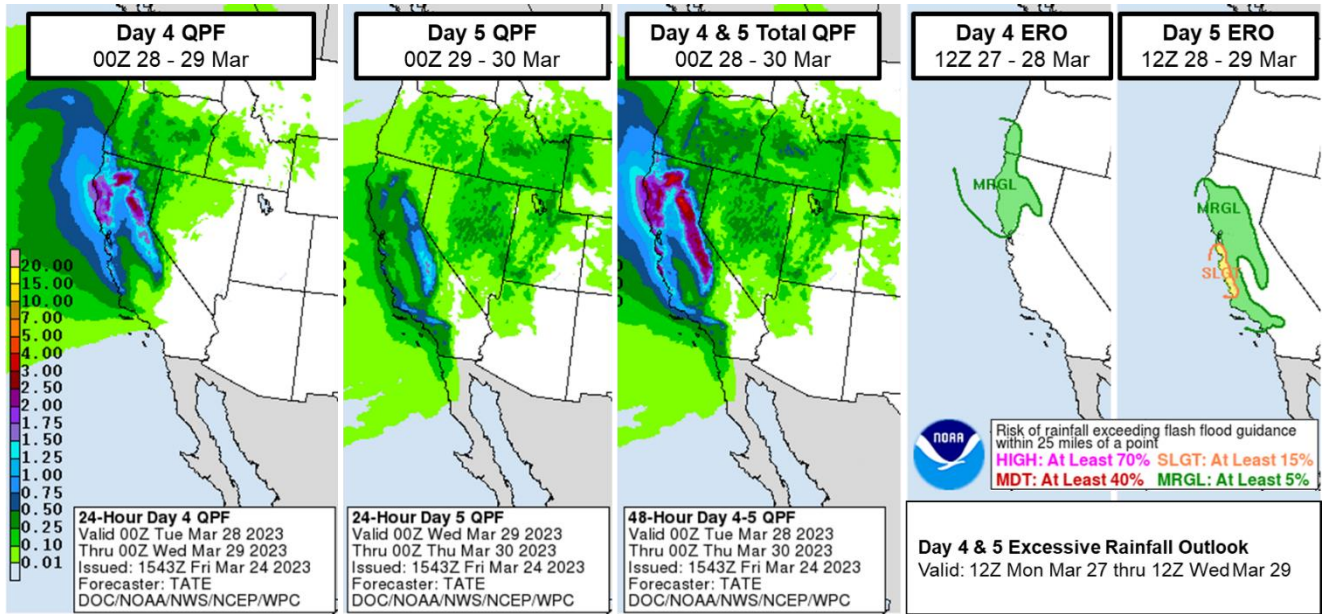 Day 4 QPF
00Z 28 - 29 Mar
20.00
15.00
10.00
7.00
5.00
4.00
3.00
2.50
2.00
1.75
1.50
1.25
1.00
0.75
0.50
0.25
0.10
0.01
24-Hour Day 4 QPF
Valid 00Z Tue Mar 28 2023
Thru 00Z Wed Mar 29 2023
Issued: 1543Z Fri Mar 24 2023
Forecaster: TATE
DOC/NOAA/NWS/NCEP/WPC
Day 5 QPF
00Z 29 - 30 Mar
24-Hour Day 5 QPF
Valid 00Z Wed Mar 29 2023
Thru 00Z Thu Mar 30 2023
Issued: 1543Z Fri Mar 24 2023
Forecaster: TATE
DOC/NOAA/NWS/NCEP/WPC
Day 4 & 5 Total QPF
00Z 28 - 30 Mar
48-Hour Day 4-5 QPF
Valid 00Z Tue Mar 28 2023
Thru 00Z Thu Mar 30 2023
Issued: 1543Z Fri Mar 24 2023
Forecaster: TATE
DOC/NOAA/NWS/NCEP/WPC
Day 4 ERO
12Z 27 - 28 Mar
MRGL
Day 5 ERO
12Z 28 - 29 Mar
MRGL
SLGT
NOAA
Risk of rainfall exceeding flash flood guidance
within 25 miles of a point
HIGH: At Least 70% SLGT: At Least 15%
MDT: At Least 40% MRGL: At Least 5%
Day 4 & 5 Excessive Rainfall Outlook
Valid: 12Z Mon Mar 27 thru 12Z Wed Mar 29